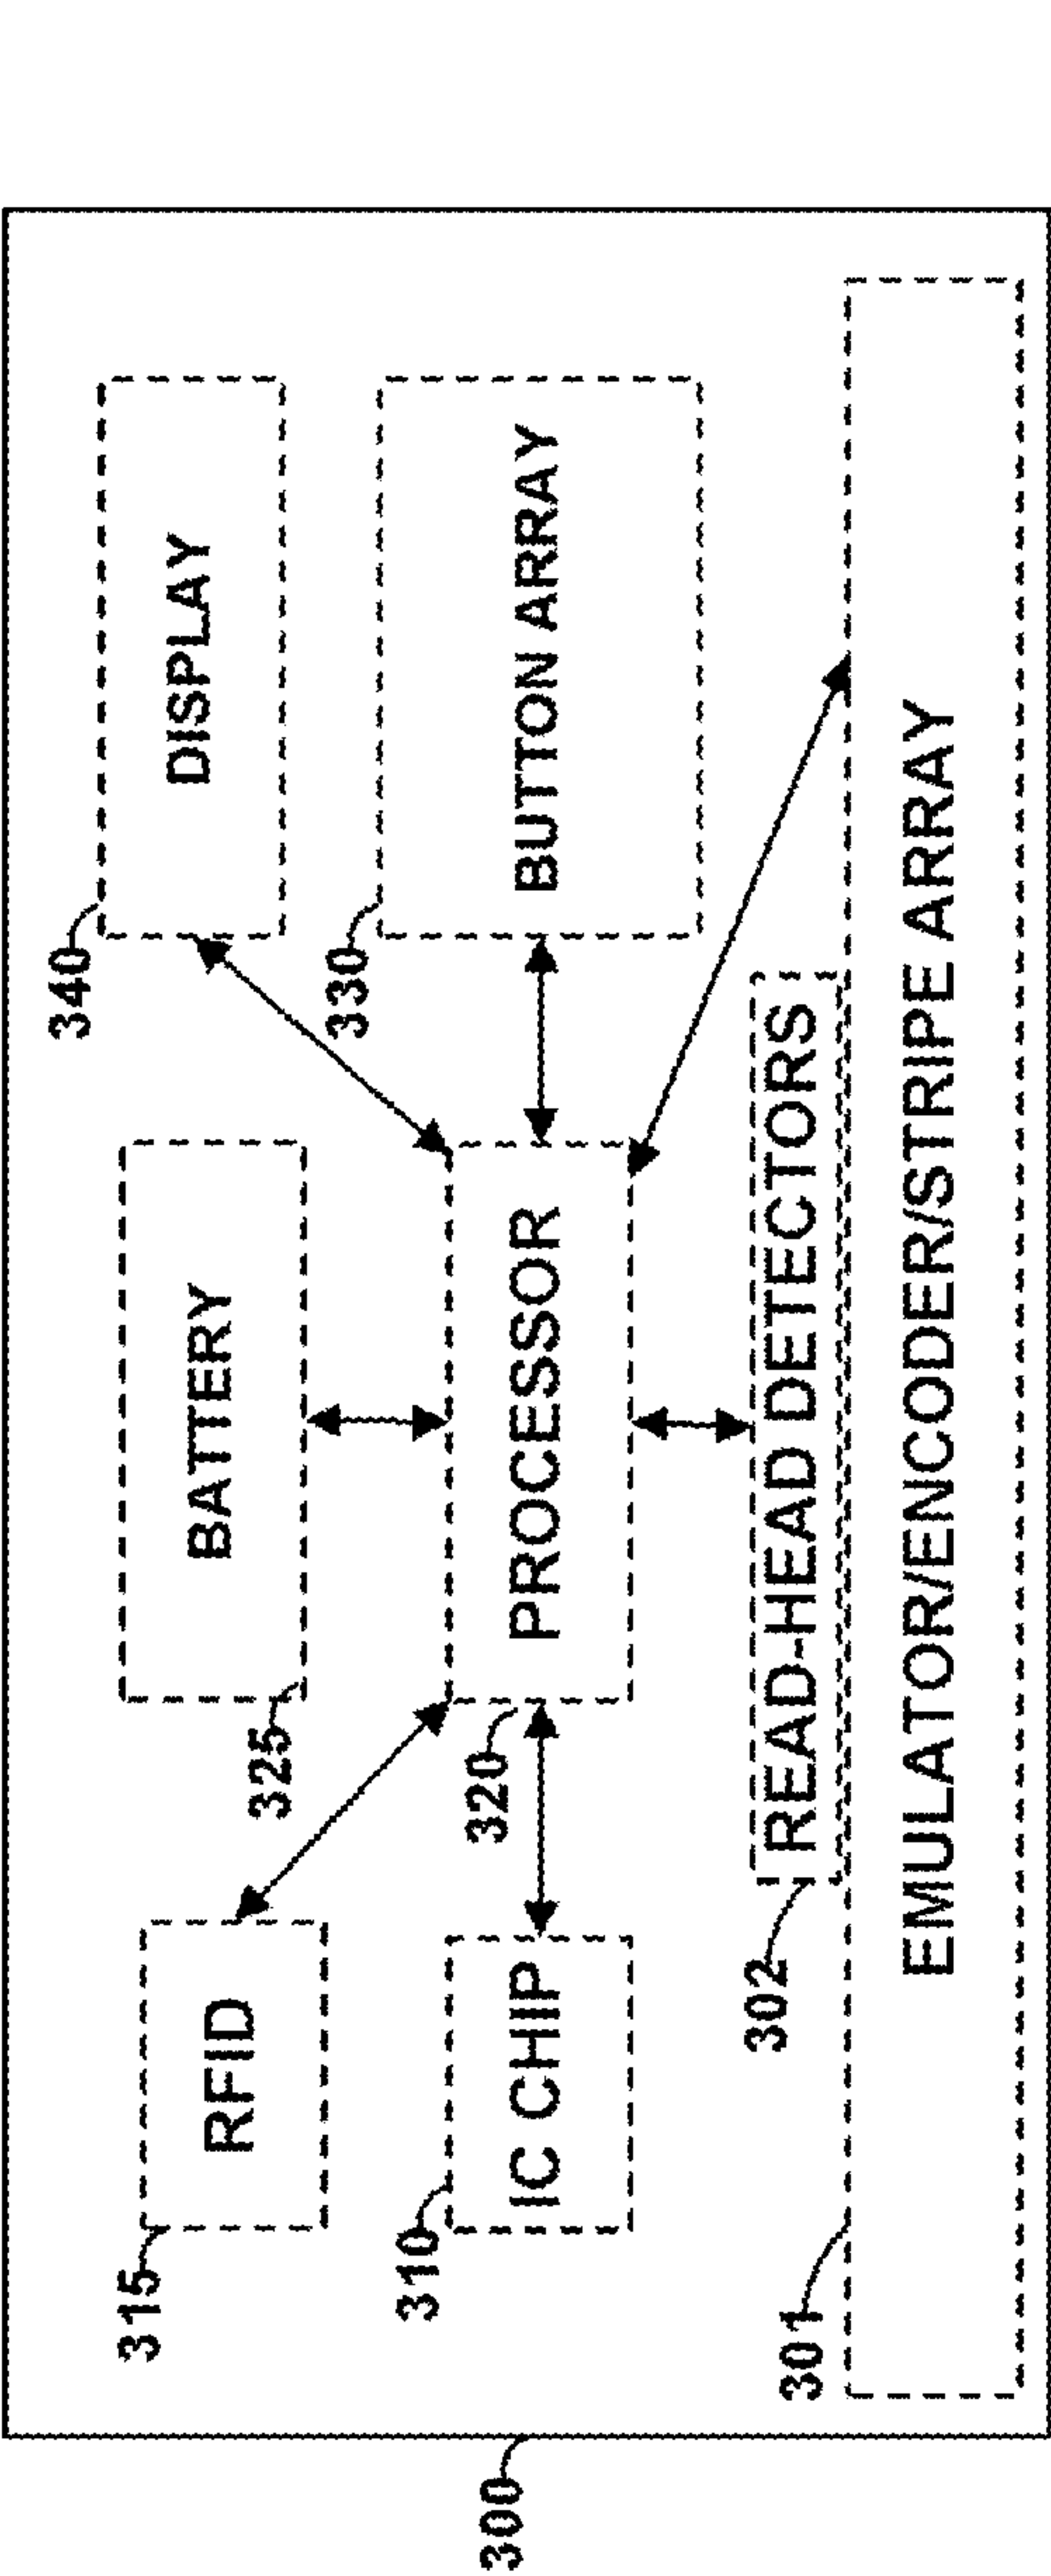 340
DISPLAY
325
BATTERY
315
RFID
330
BUTTON ARRAY
320
PROCESSOR
310
IC CHIP
302
READ-HEAD DETECTORS
301
EMULATOR/ENCODER/STRIPE ARRAY
300